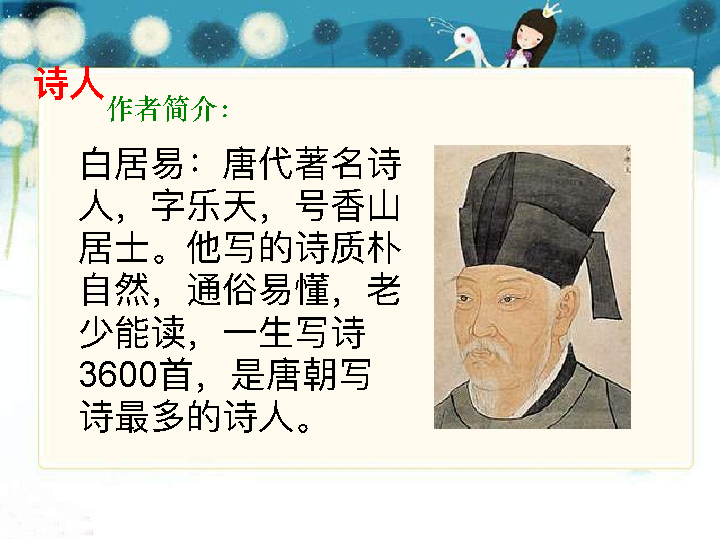 诗人
作者简介：
白居易：唐代著名诗
人，字乐天，号香山
居士。他写的诗质朴
自然，通俗易懂，老
少能读，一生写诗
3600首，是唐朝写
诗最多的诗人。